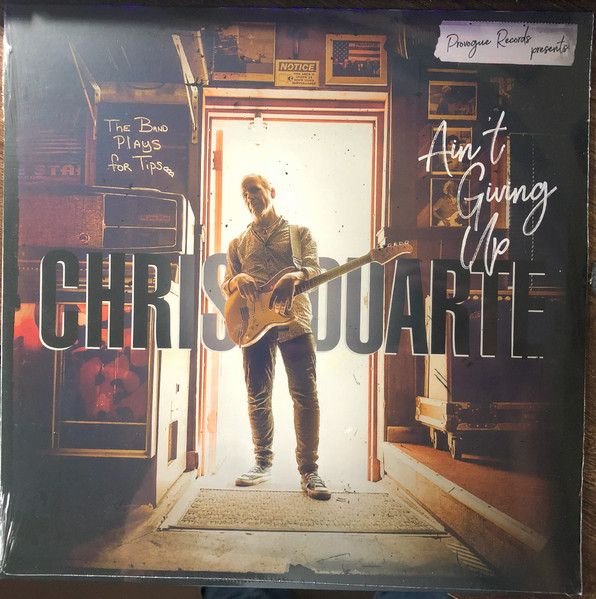 Provogue Records
presents
NOTICE
The Band
Plays
for Tips
Ain't
Giving
Up
CHRIS DUARTE